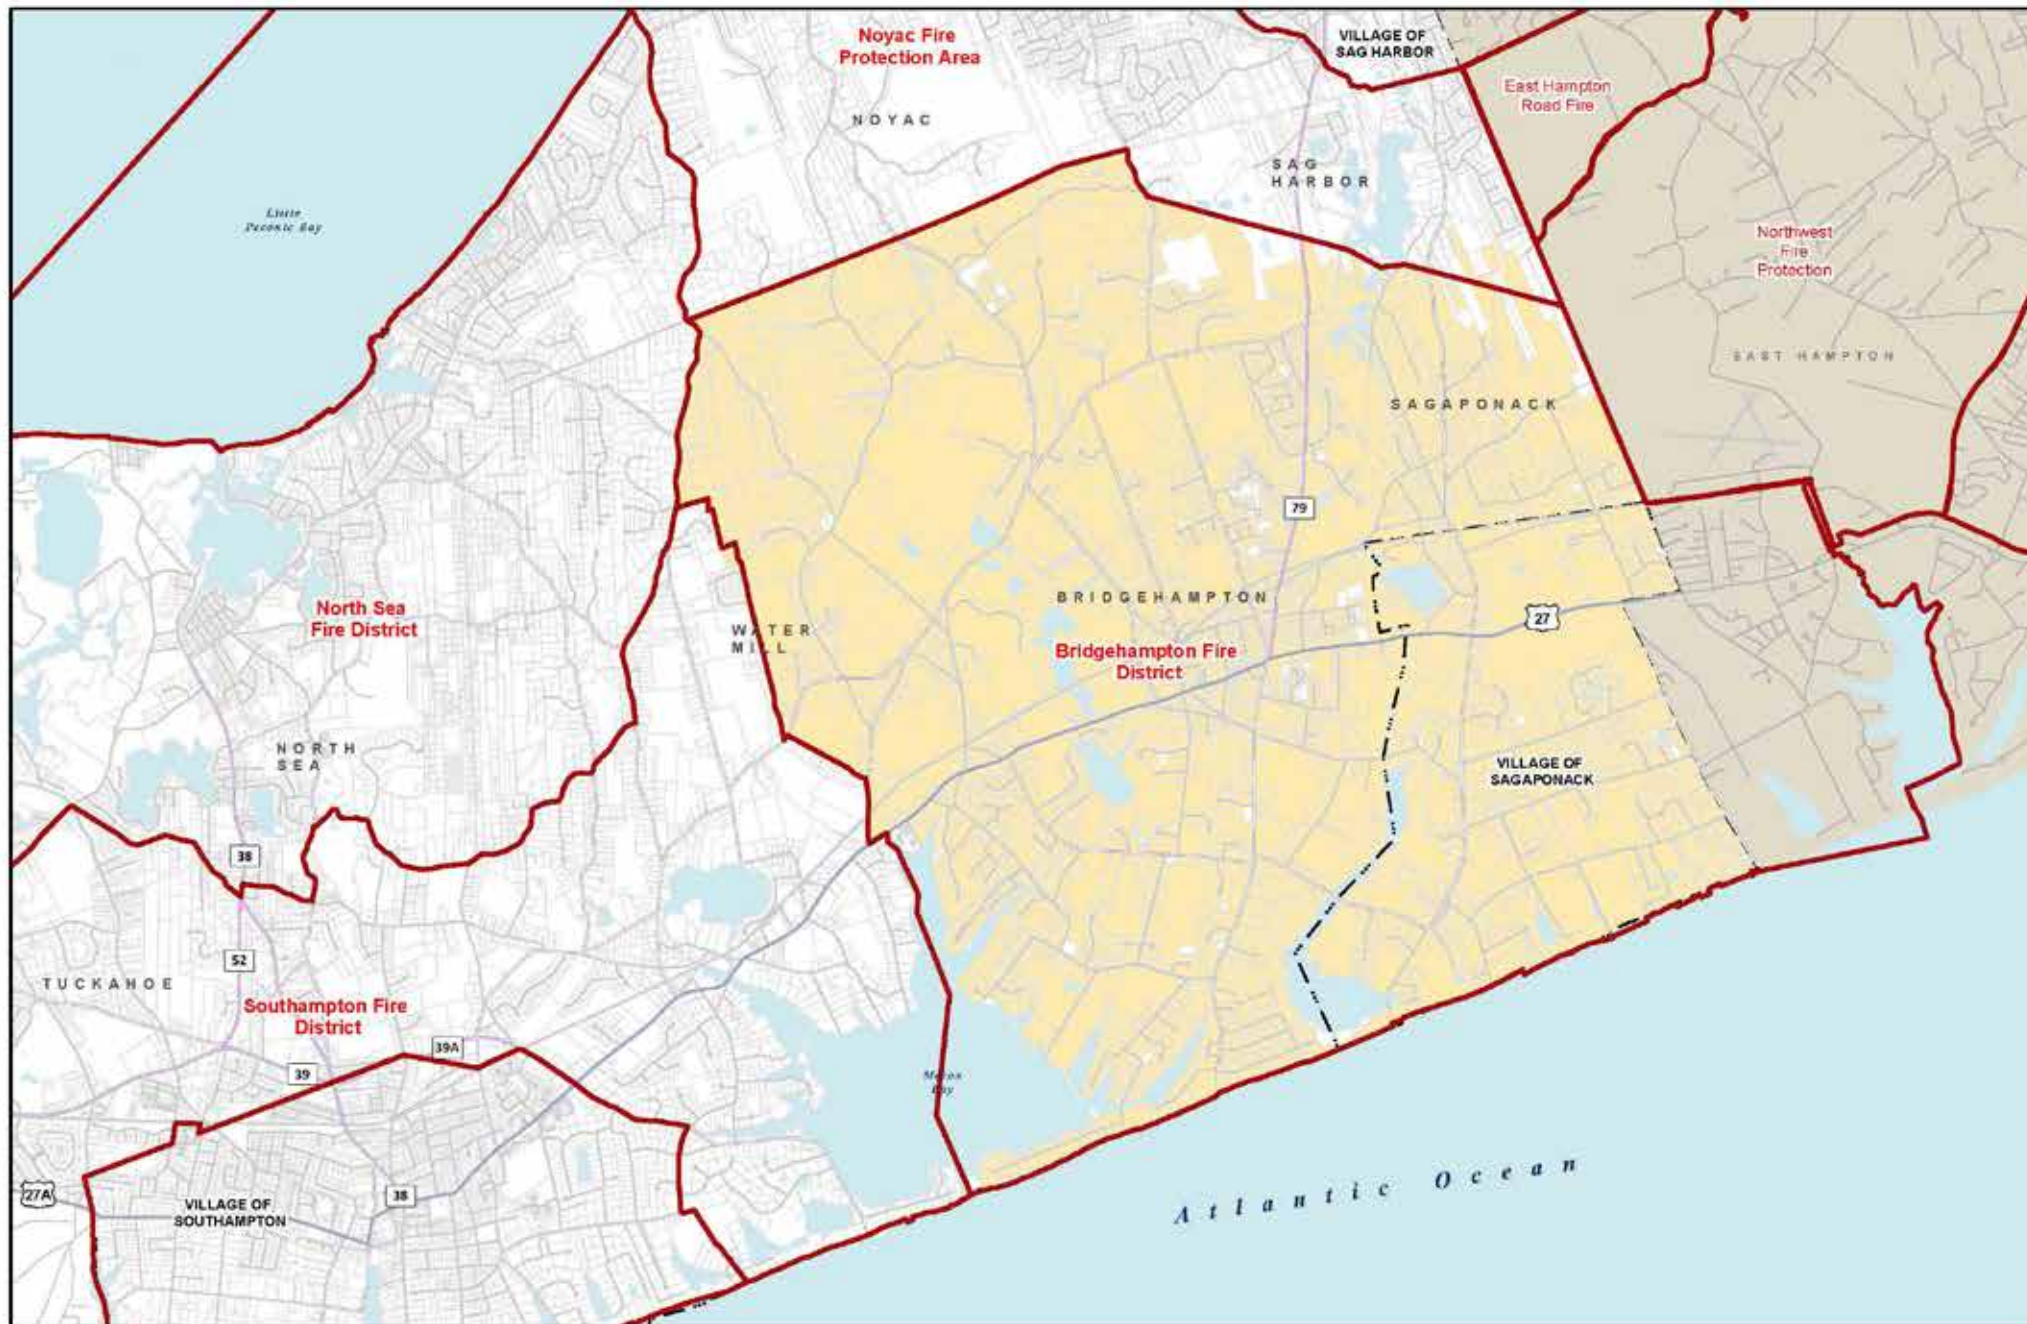 Noyac Fire
Protection Area
VILLAGE OF
SAG HARBOR
East Hampton
Road Fire
NOYAC
SAG
HARBOR
Little
Peconic Bay
Northwest
Fire
Protection
EAST HAMPTON
SAGAPONACK
79
BRIDGEHAMPTON
North Sea
Fire District
27
WATER
MILL
Bridgehampton Fire
District
NORTH
SEA
VILLAGE OF
SAGAPONACK
38
52
TUCKAHOE
Southampton Fire
District
39A
39
Mecox
Bay
Atlantic Ocean
27A
38
VILLAGE OF
SOUTHAMPTON